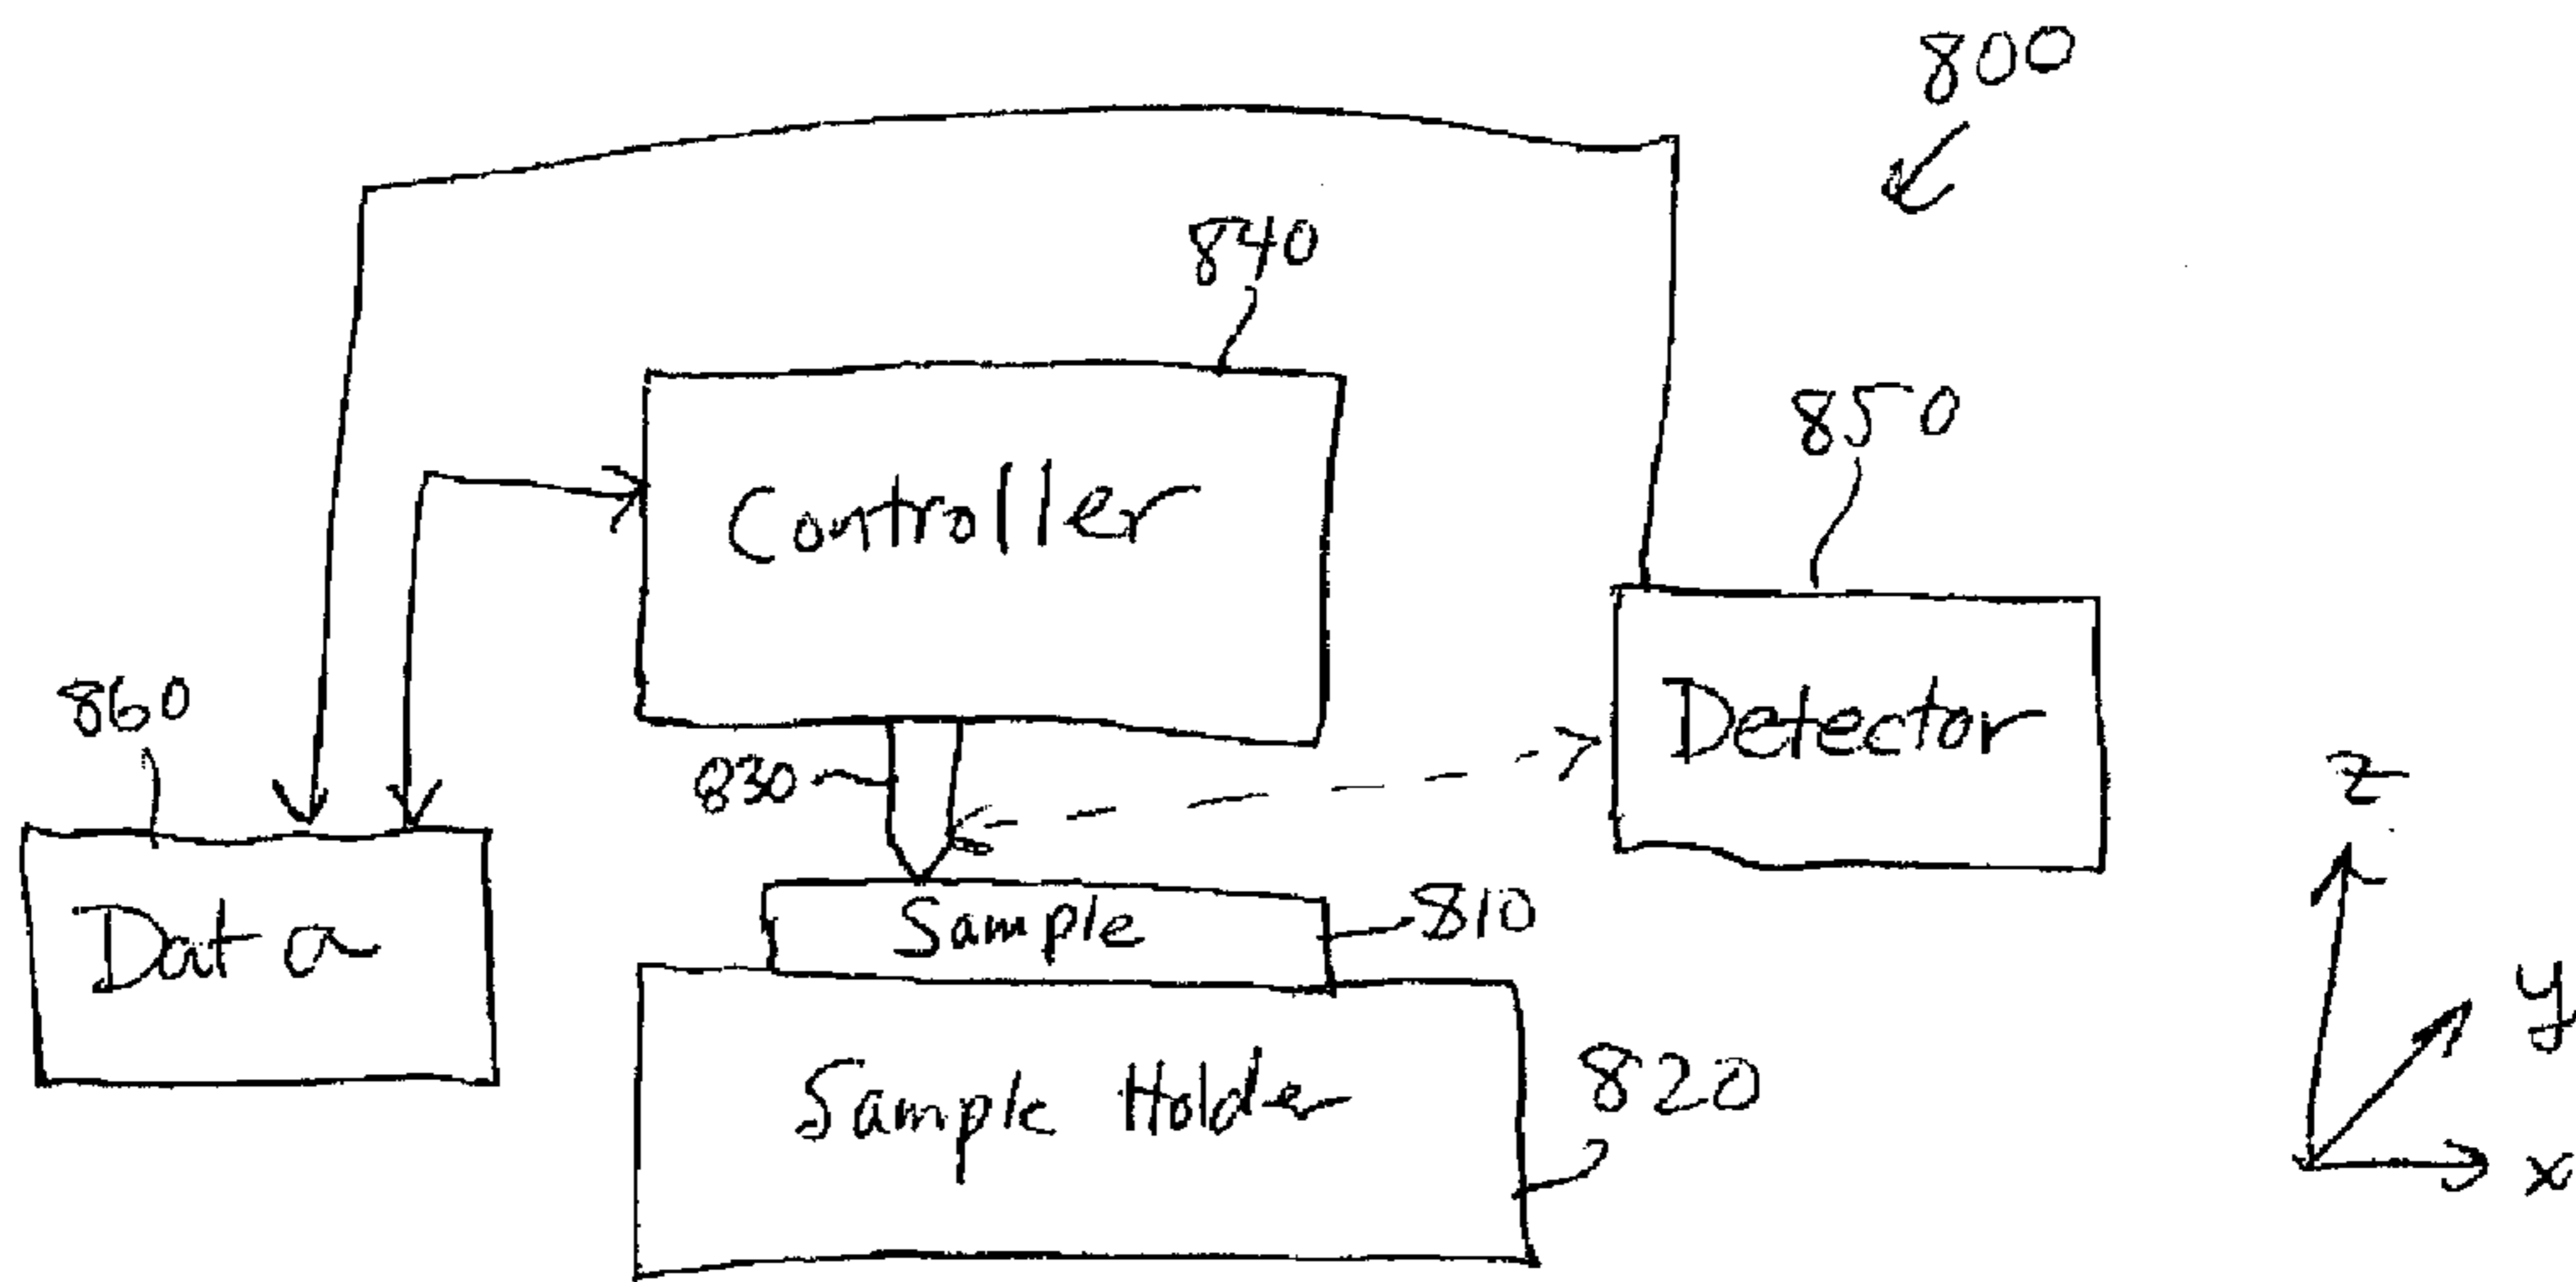 800
840
Controller
850
860
830
Detector
z
Data
Sample
810
y
Sample Holder
820
x